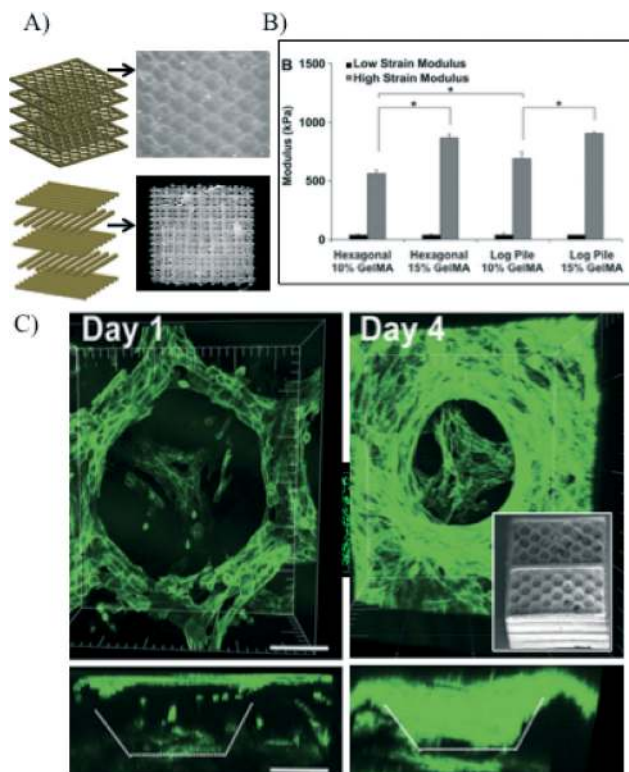 A)
B)
B
Low Strain Modulus
High Strain Modulus
Modulus (kPa)
1500
1000
500
0
*
*
*
Hexagonal
10% GelMA
Hexagonal
15% GelMA
Log Pile
10% GelMA
Log Pile
15% GelMA
C)
Day 1
Day 4